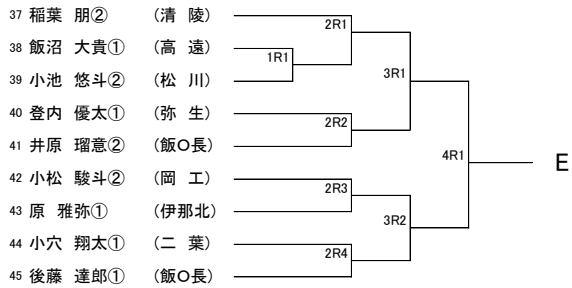 37 稲葉 朋② (清 陵)
2R1
38 飯沼 大貴① (高 遠)
1R1
39 小池 悠斗② (松 川)
3R1
40 登内 優太① (弥 生)
2R2
41 井原 瑠意② (飯O長)
4R1 E
42 小松 駿斗② (岡 工)
2R3
43 原 雅弥① (伊那北)
3R2
44 小穴 翔太① (二 葉)
2R4
45 後藤 達郎① (飯O長)